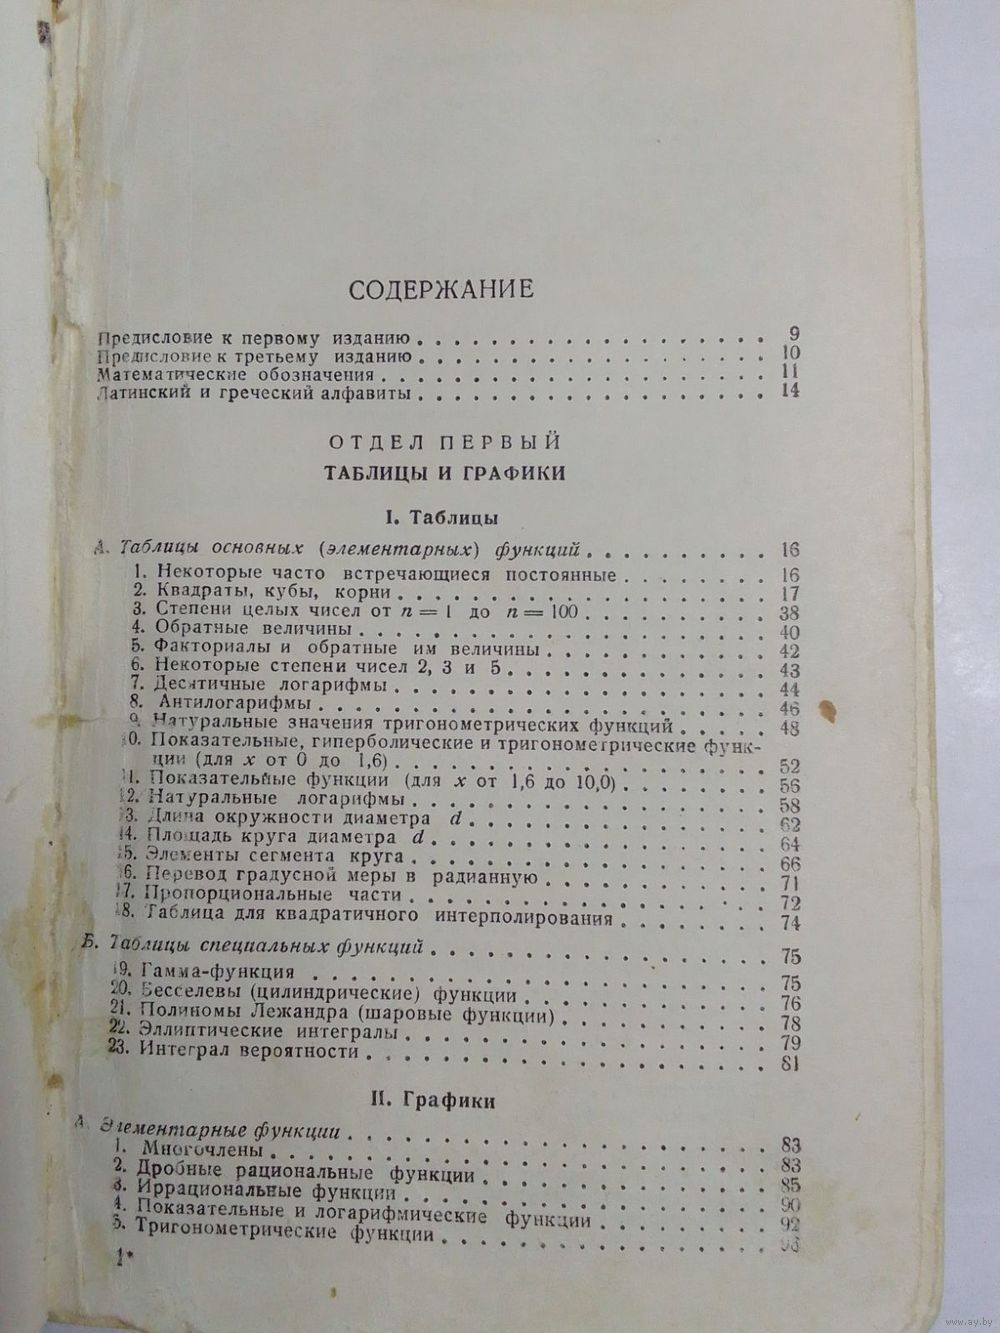 СОДЕРЖАНИЕ
Предисловие к первому изданию . . . . . . . . . . . . . . . . . . . 9
Предисловие к третьему изданию . . . . . . . . . . . . . . . . . . . 10
Математические обозначения . . . . . . . . . . . . . . . . . . . . . 11
Латинский и греческий алфавиты . . . . . . . . . . . . . . . . . . . 14
ОТДЕЛ ПЕРВЫЙ
ТАБЛИЦЫ И ГРАФИКИ
I. Таблицы
А. Таблицы основных (элементарных) функций . . . . . . . . . . 16
1. Некоторые часто встречающиеся постоянные . . . . . . . . 16
2. Квадраты, кубы, корни . . . . . . . . . . . . . . . . . . . . 17
3. Степени целых чисел от n = 1 до n = 100 . . . . . . . . . . 38
4. Обратные величины . . . . . . . . . . . . . . . . . . . . . . 40
5. Факториалы и обратные им величины . . . . . . . . . . . . 42
6. Некоторые степени чисел 2, 3 и 5 . . . . . . . . . . . . . . 43
7. Десятичные логарифмы . . . . . . . . . . . . . . . . . . . . 44
8. Антилогарифмы . . . . . . . . . . . . . . . . . . . . . . . . 46
9. Натуральные значения тригонометрических функций . . . . . 48
10. Показательные, гиперболические и тригонометрические функ-
ции (для x от 0 до 1,6) . . . . . . . . . . . . . . . . . . . . 52
11. Показательные функции (для x от 1,6 до 10,0) . . . . . . . . 56
12. Натуральные логарифмы . . . . . . . . . . . . . . . . . . . 58
13. Длина окружности диаметра d . . . . . . . . . . . . . . . . 62
14. Площадь круга диаметра d . . . . . . . . . . . . . . . . . . 64
15. Элементы сегмента круга . . . . . . . . . . . . . . . . . . . 66
16. Перевод градусной меры в радианную . . . . . . . . . . . . 71
17. Пропорциональные части . . . . . . . . . . . . . . . . . . . 72
18. Таблица для квадратичного интерполирования . . . . . . . . 74
Б. Таблицы специальных функций . . . . . . . . . . . . . . . . . . 75
19. Гамма-функция . . . . . . . . . . . . . . . . . . . . . . . . 75
20. Бесселевы (цилиндрические) функции . . . . . . . . . . . . . 76
21. Полиномы Лежандра (шаровые функции) . . . . . . . . . . . 78
22. Эллиптические интегралы . . . . . . . . . . . . . . . . . . . 79
23. Интеграл вероятности . . . . . . . . . . . . . . . . . . . . . 81
II. Графики
А. Элементарные функции . . . . . . . . . . . . . . . . . . . . . . 83
1. Многочлены . . . . . . . . . . . . . . . . . . . . . . . . . . 83
2. Дробные рациональные функции . . . . . . . . . . . . . . . 85
3. Иррациональные функции . . . . . . . . . . . . . . . . . . . 90
4. Показательные и логарифмические функции . . . . . . . . . 92
5. Тригонометрические функции . . . . . . . . . . . . . . . . .
1*
www.ay.by